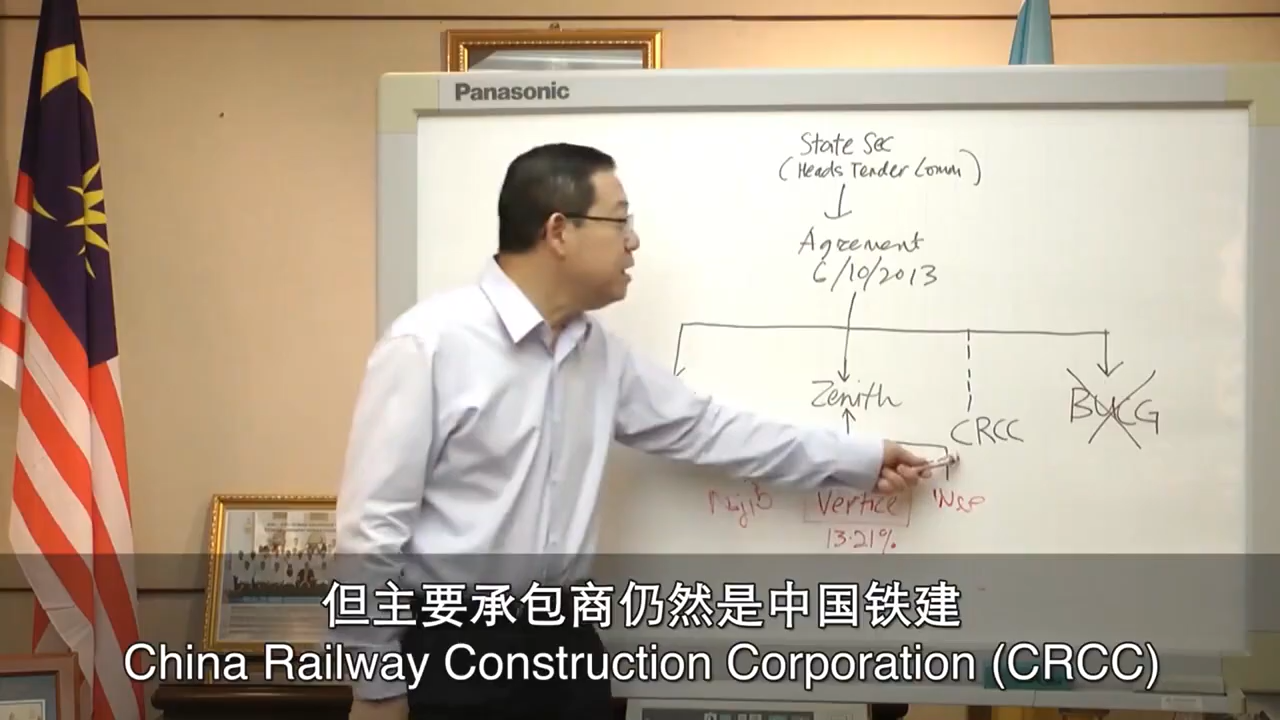 Panasonic
State Sec
(Heads Tender Comm)
Agreement
6/10/2013
Zenith
CRCC
BUCG
Najib
Vertice
13.21%
但主要承包商仍然是中国铁建
China Railway Construction Corporation (CRCC)